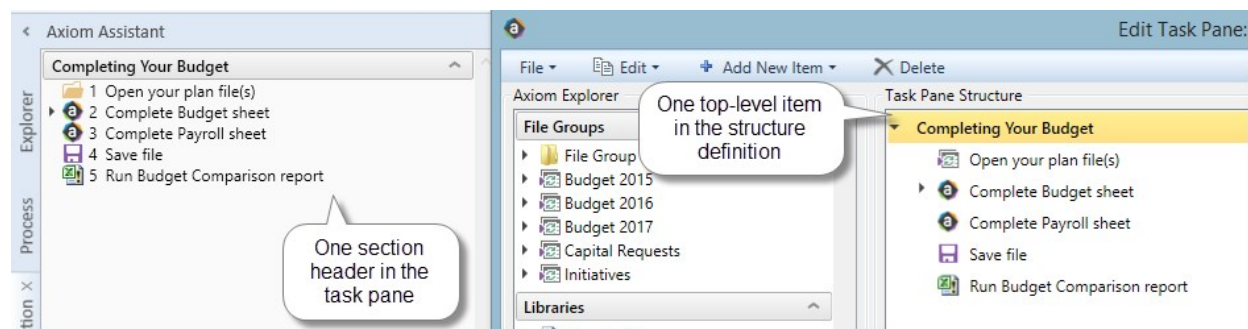 Axiom Assistant
Completing Your Budget
1 Open your plan file(s)
2 Complete Budget sheet
3 Complete Payroll sheet
4 Save file
5 Run Budget Comparison report
Explorer
Process
One section
header in the
task pane
Edit Task Pane:
File
Edit
Add New Item
Delete
Axiom Explorer
File Groups
File Group
Budget 2015
Budget 2016
Budget 2017
Capital Requests
Initiatives
Libraries
One top-level item
in the structure
definition
Task Pane Structure
Completing Your Budget
Open your plan file(s)
Complete Budget sheet
Complete Payroll sheet
Save file
Run Budget Comparison report